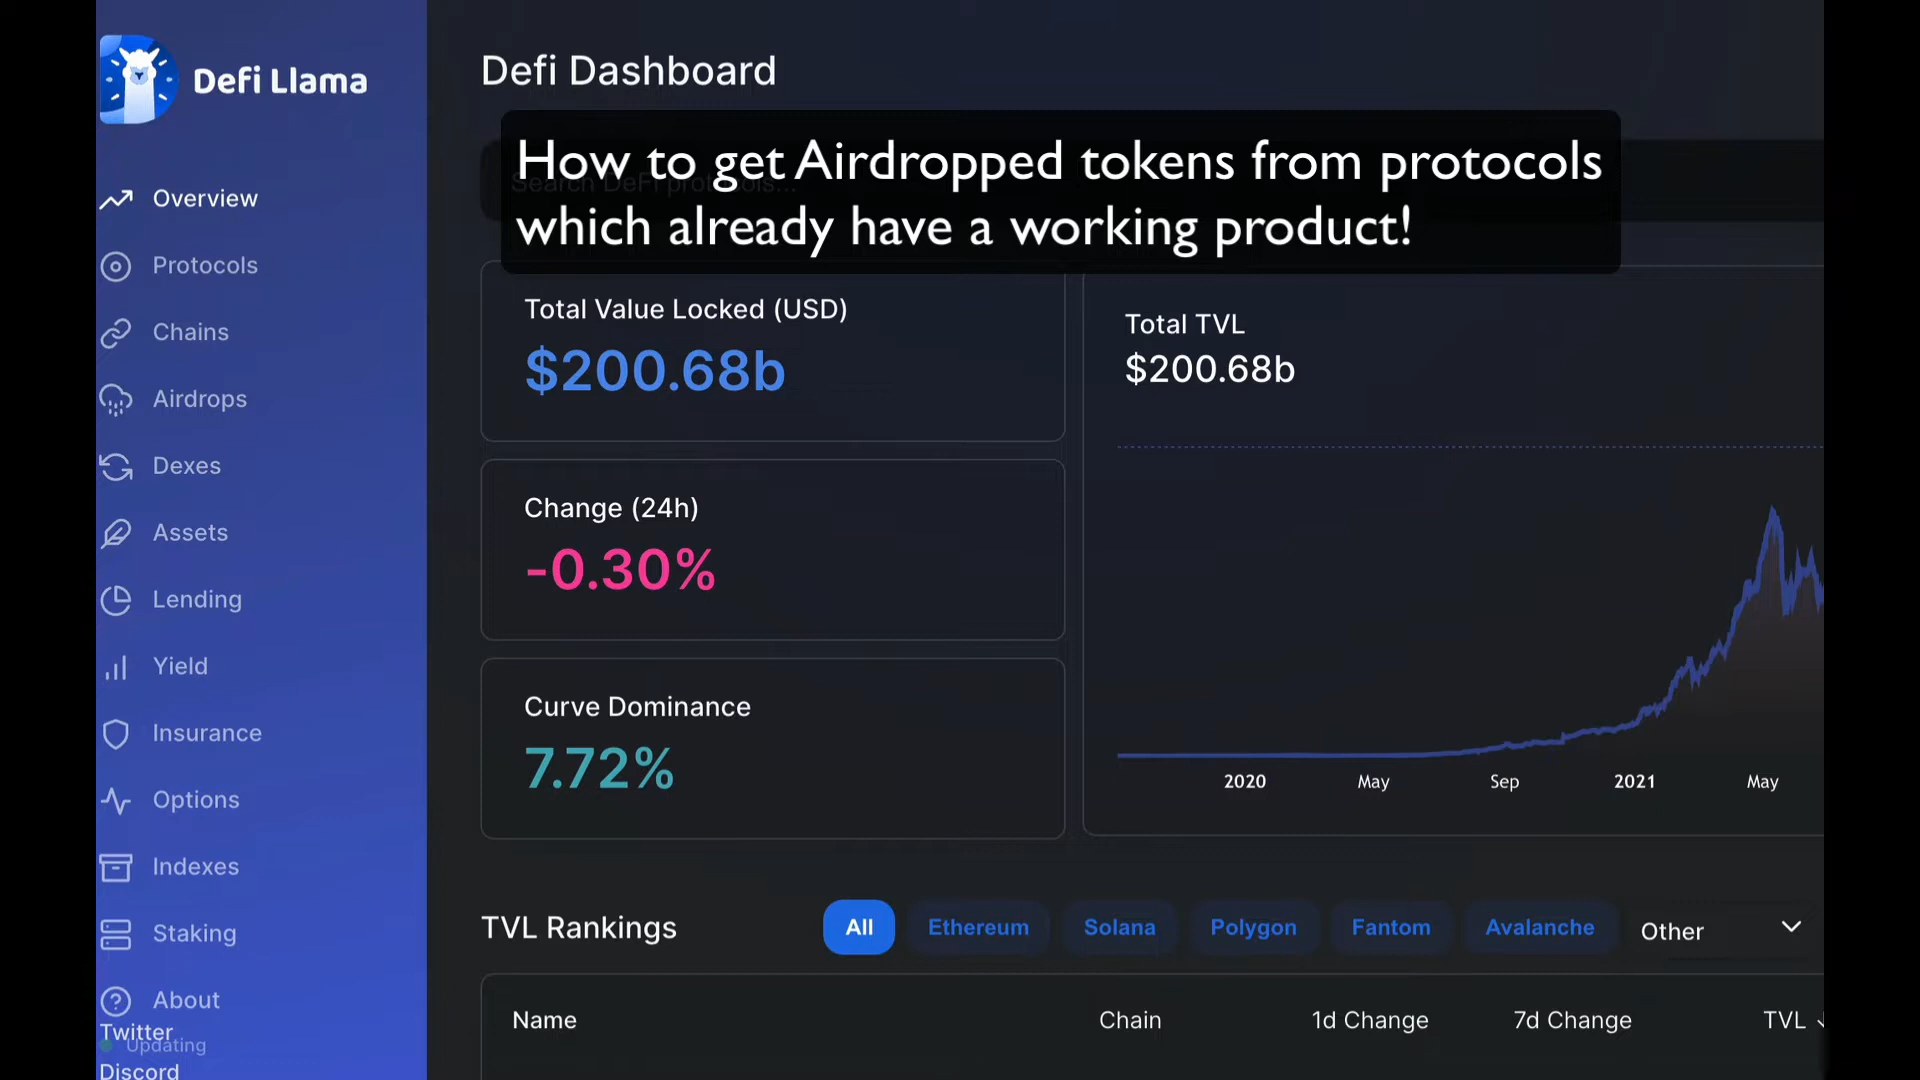 Defi Llama
Overview
Protocols
Chains
Airdrops
Dexes
Assets
Lending
Yield
Insurance
Options
Indexes
Staking
About
Twitter
Updating
Discord
Defi Dashboard
Search DeFi protocols...
How to get Airdropped tokens from protocols
which already have a working product!
Total Value Locked (USD)
$200.68b
Change (24h)
-0.30%
Curve Dominance
7.72%
Total TVL
$200.68b
2020 May Sep 2021 May
TVL Rankings
All Ethereum Solana Polygon Fantom Avalanche Other
Name Chain 1d Change 7d Change TVL ↓